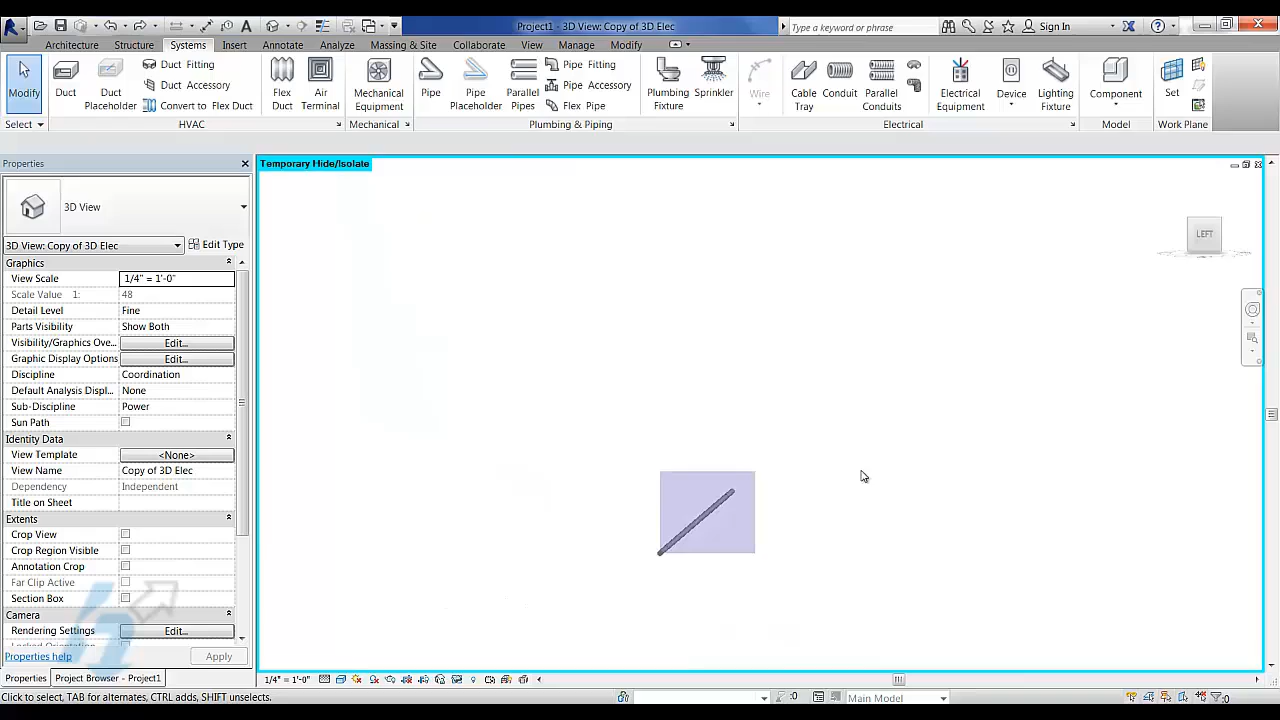 Project1 - 3D View: Copy of 3D Elec
Type a keyword or phrase
Sign In
Architecture Structure Systems Insert Annotate Analyze Massing & Site Collaborate View Manage Modify
Modify
Select
Duct
Duct Placeholder
Duct Fitting
Duct Accessory
Convert to Flex Duct
Flex Duct
Air Terminal
HVAC
Mechanical Equipment
Mechanical
Pipe
Pipe Placeholder
Parallel Pipes
Pipe Fitting
Pipe Accessory
Flex Pipe
Plumbing Fixture
Sprinkler
Plumbing & Piping
Wire
Cable Tray
Conduit
Parallel Conduits
Electrical Equipment
Device
Lighting Fixture
Electrical
Component
Model
Set
Work Plane
Properties
3D View
3D View: Copy of 3D Elec Edit Type
Graphics
View Scale 1/4" = 1'-0"
Scale Value 1: 48
Detail Level Fine
Parts Visibility Show Both
Visibility/Graphics Ove... Edit...
Graphic Display Options Edit...
Discipline Coordination
Default Analysis Displ... None
Sub-Discipline Power
Sun Path
Identity Data
View Template <None>
View Name Copy of 3D Elec
Dependency Independent
Title on Sheet
Extents
Crop View
Crop Region Visible
Annotation Crop
Far Clip Active
Section Box
Camera
Rendering Settings Edit...
Properties help Apply
Properties Project Browser - Project1
Temporary Hide/Isolate
LEFT
1/4" = 1'-0"
Click to select, TAB for alternates, CTRL adds, SHIFT unselects.
:0
Main Model
:0